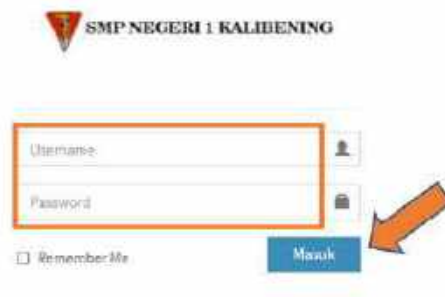 SMP NEGERI 1 KALIBENING
Username
Password
Remember Me
Masuk